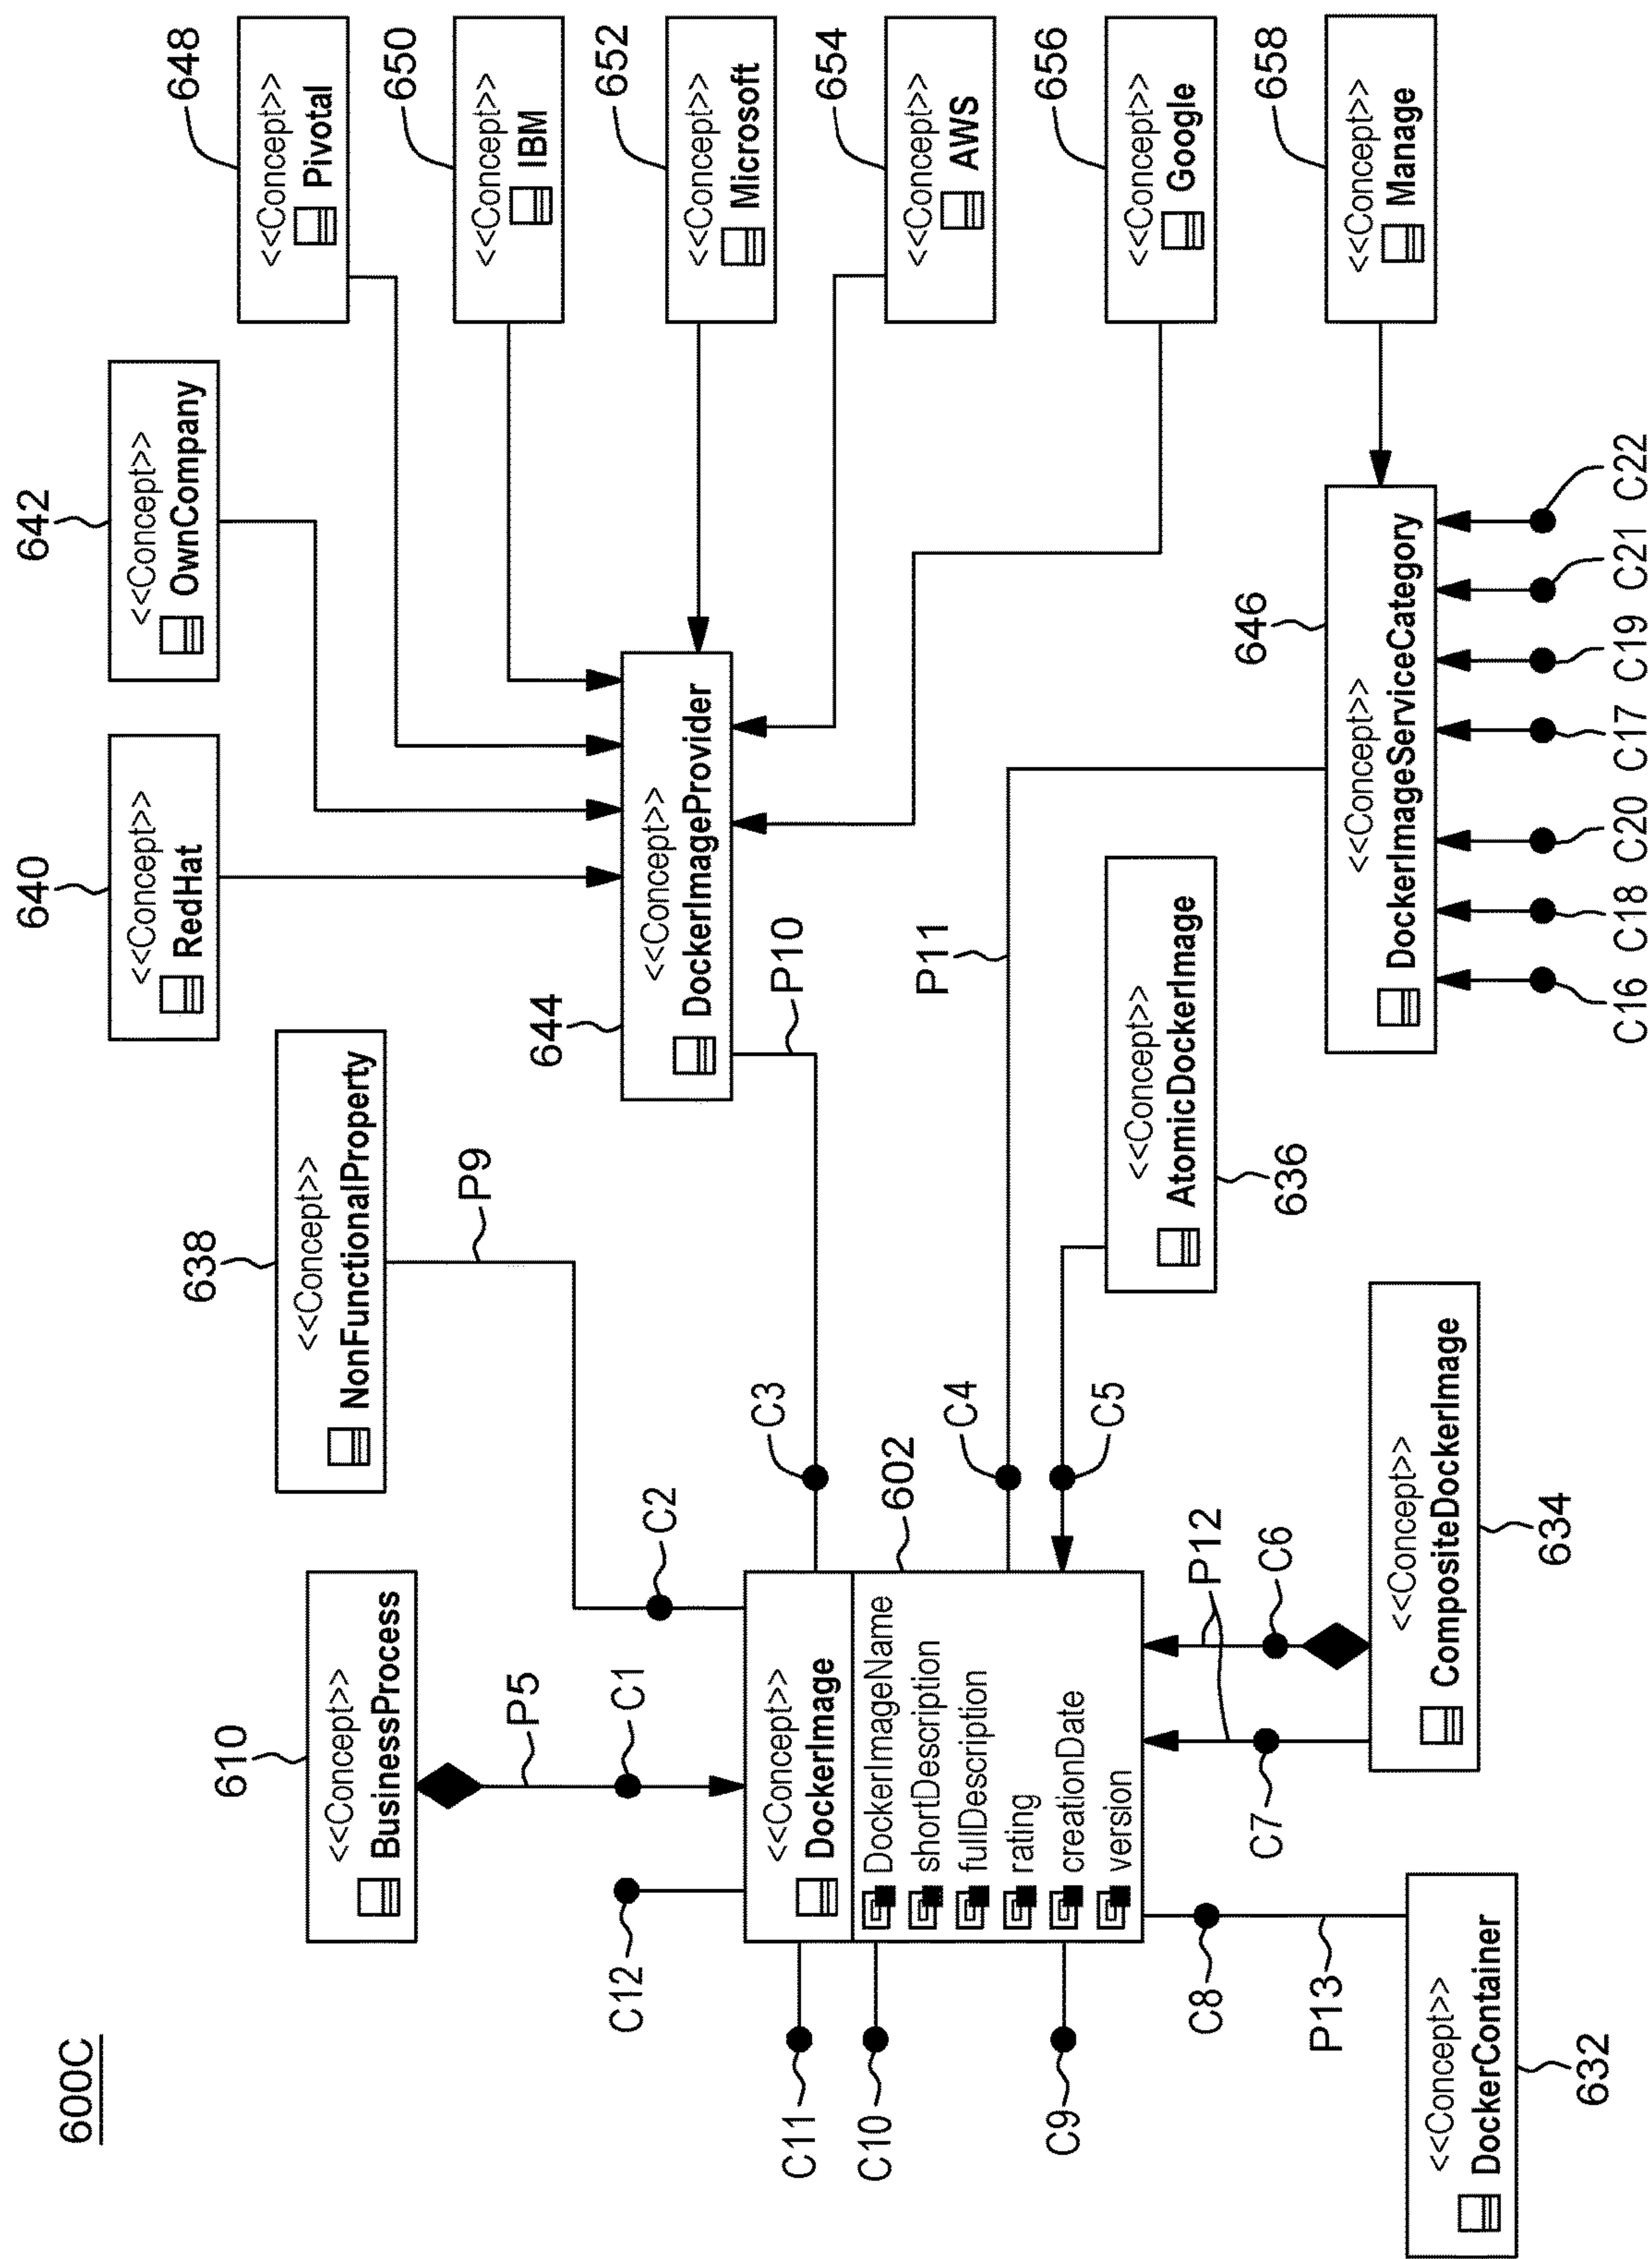 600C
610
<<Concept>>
BusinessProcess
P5
C1
C12
C11
C10
C9
<<Concept>>
DockerImage
DockerImageName
shortDescription
fullDescription
rating
creationDate
version
602
C2
C3
C4
C5
638
<<Concept>>
NonFunctionalProperty
P9
640
<<Concept>>
RedHat
642
<<Concept>>
OwnCompany
644
<<Concept>>
DockerImageProvider
P10
P11
<<Concept>>
Pivotal
648
<<Concept>>
IBM
650
<<Concept>>
Microsoft
652
<<Concept>>
AWS
654
<<Concept>>
Google
656
<<Concept>>
Manage
658
646
<<Concept>>
DockerImageServiceCategory
C16
C18
C20
C17
C19
C21
C22
<<Concept>>
AtomicDockerImage
636
P12
C6
C7
<<Concept>>
CompositeDockerImage
634
C8
P13
<<Concept>>
DockerContainer
632